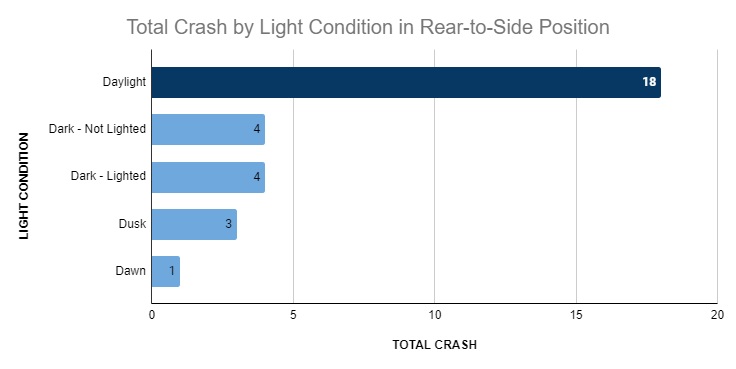 Total Crash by Light Condition in Rear-to-Side Position
LIGHT CONDITION
Daylight 18
Dark - Not Lighted 4
Dark - Lighted 4
Dusk 3
Dawn 1
0 5 10 15 20
TOTAL CRASH